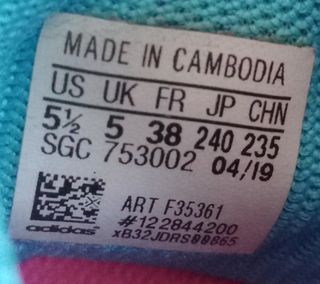 MADE IN CAMBODIA
US UK FR JP CHN
5½ 5 38 240 235
SGC 753002 04/19
ART F35361
#122844200
adidas xB32JDRS00865